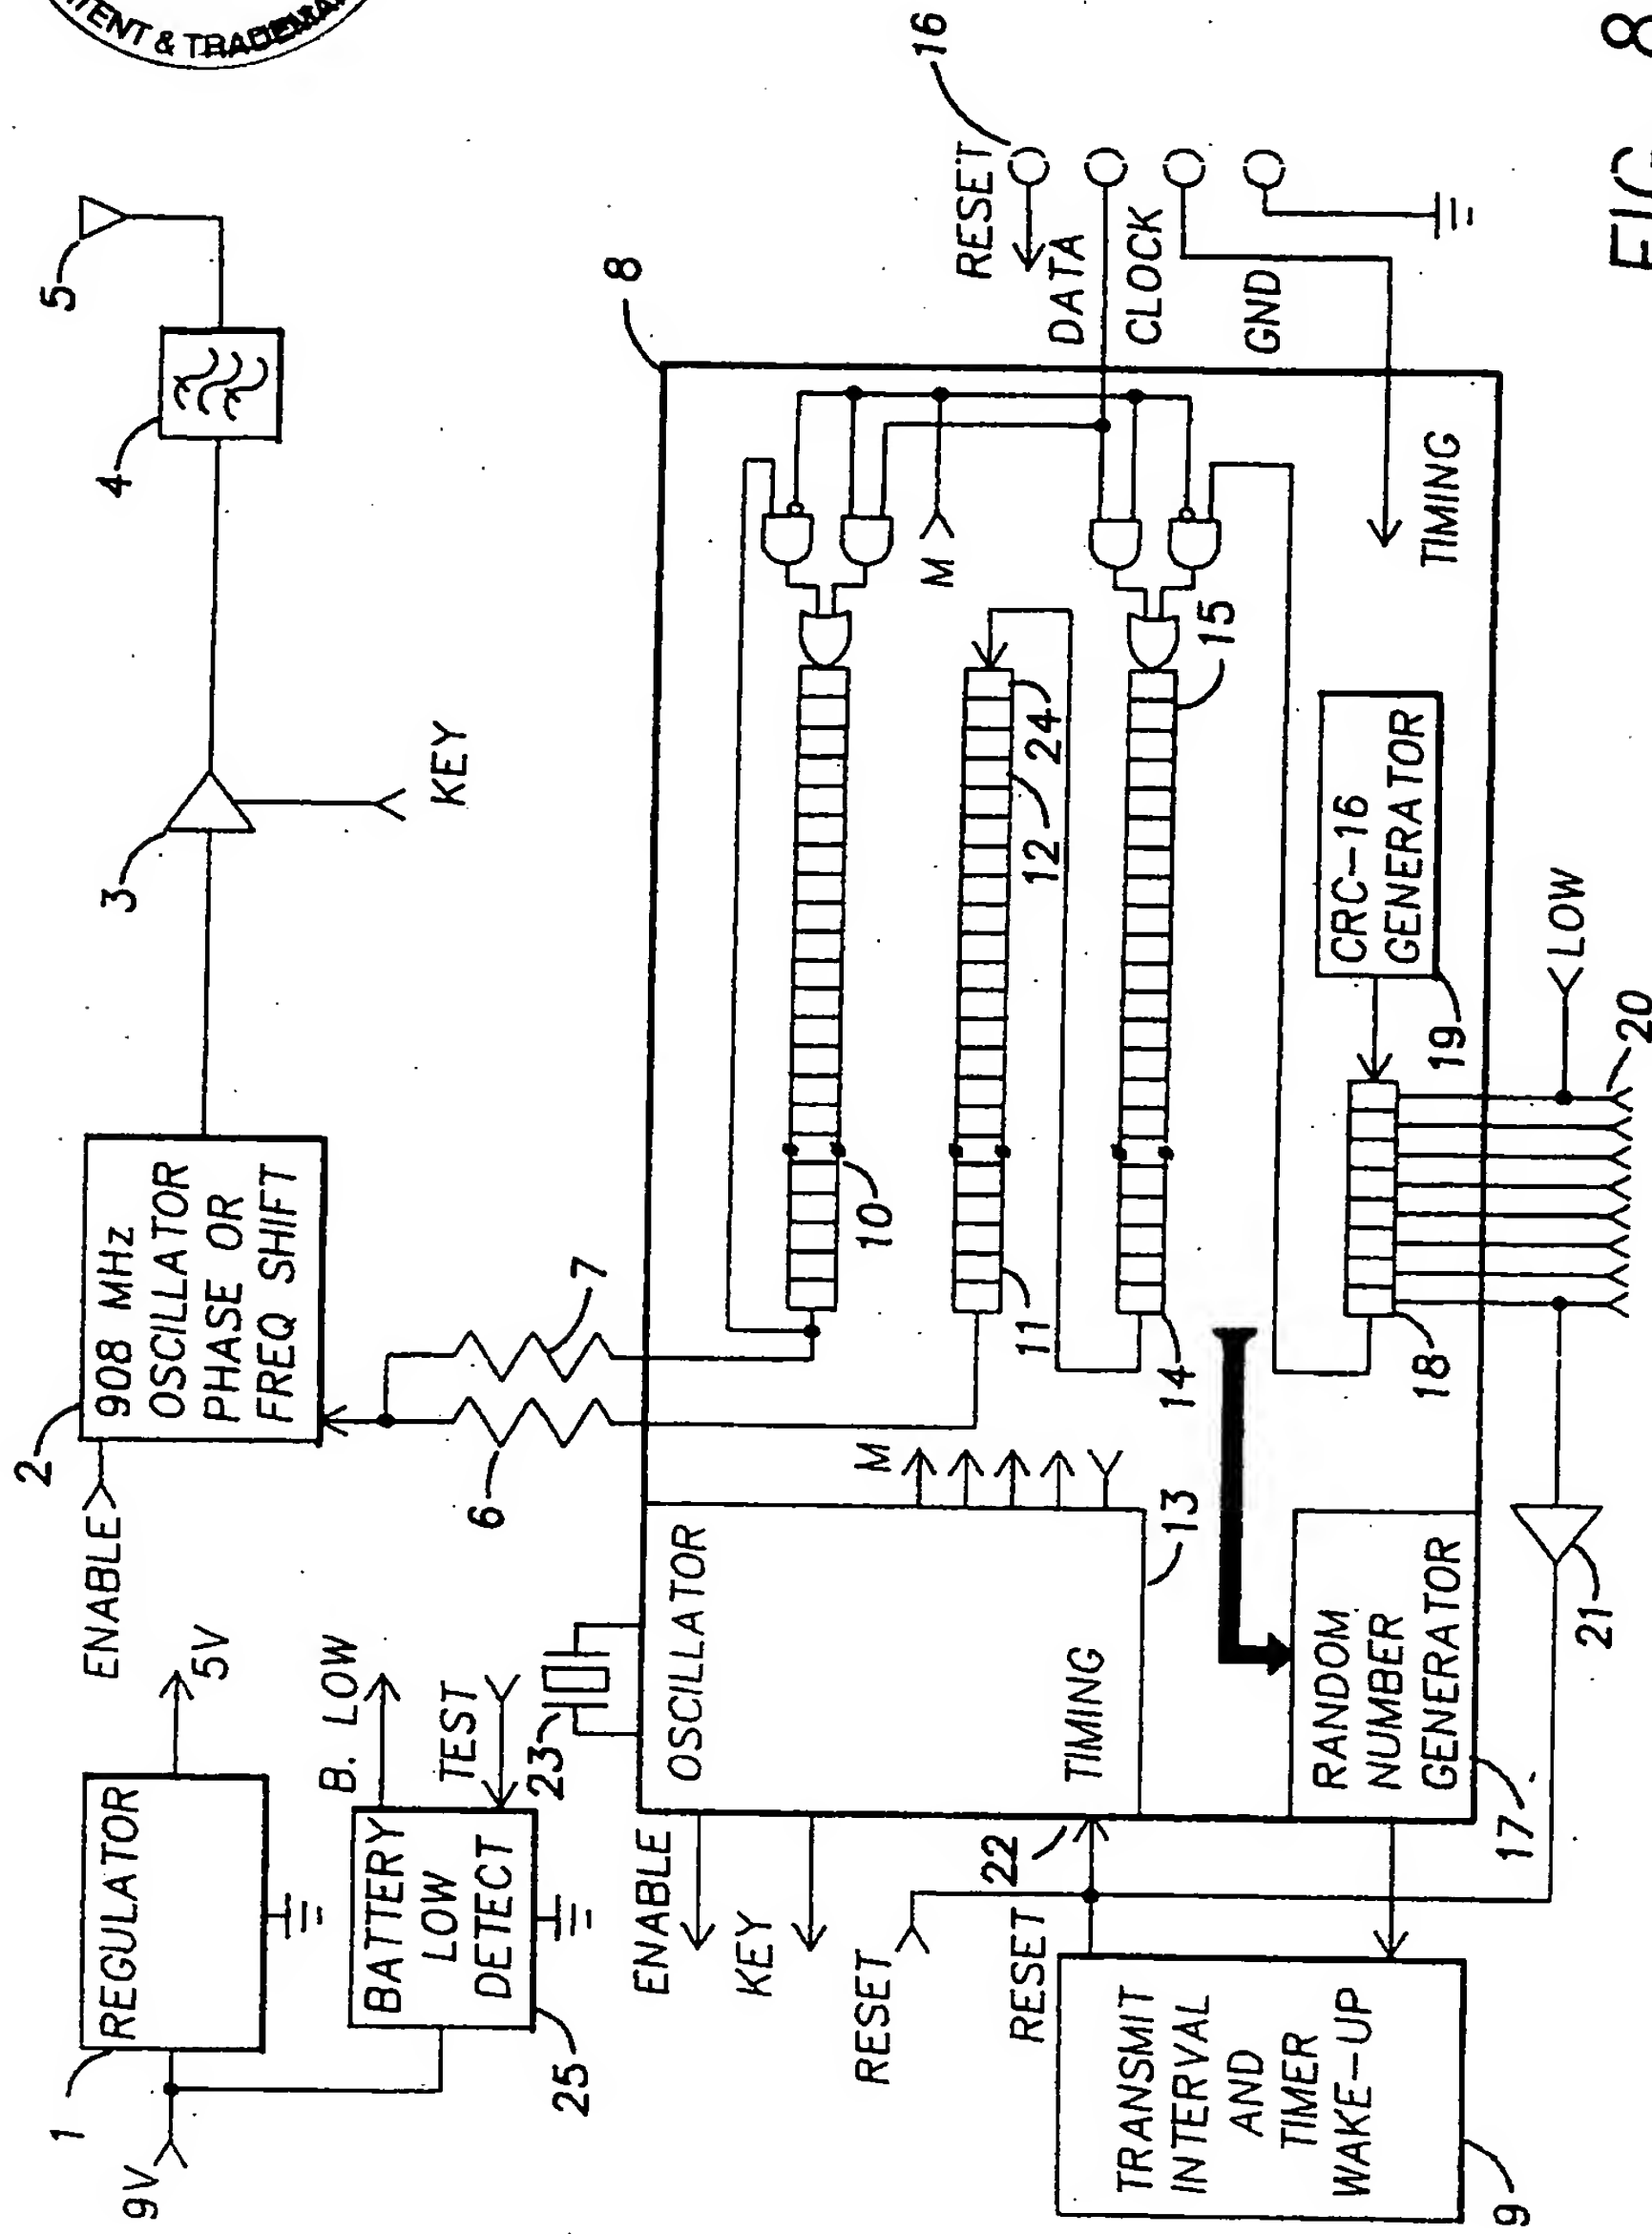 TENT & TRADEMA
FIG. 8
9V
1
REGULATOR
5V
BATTERY
LOW
DETECT
25
B. LOW
TEST
ENABLE
2
908 MHz
OSCILLATOR
PHASE OR
FREQ SHIFT
3
KEY
4
5
6
7
8
23
OSCILLATOR
TIMING
13
M
ENABLE
KEY
RESET
22
RESET
TRANSMIT
INTERVAL
AND
TIMER
WAKE-UP
9
RANDOM
NUMBER
GENERATOR
17
21
10
11
12
24
14
15
M
18
CRC-16
GENERATOR
19
LOW
20
16
RESET
DATA
CLOCK
GND
TIMING